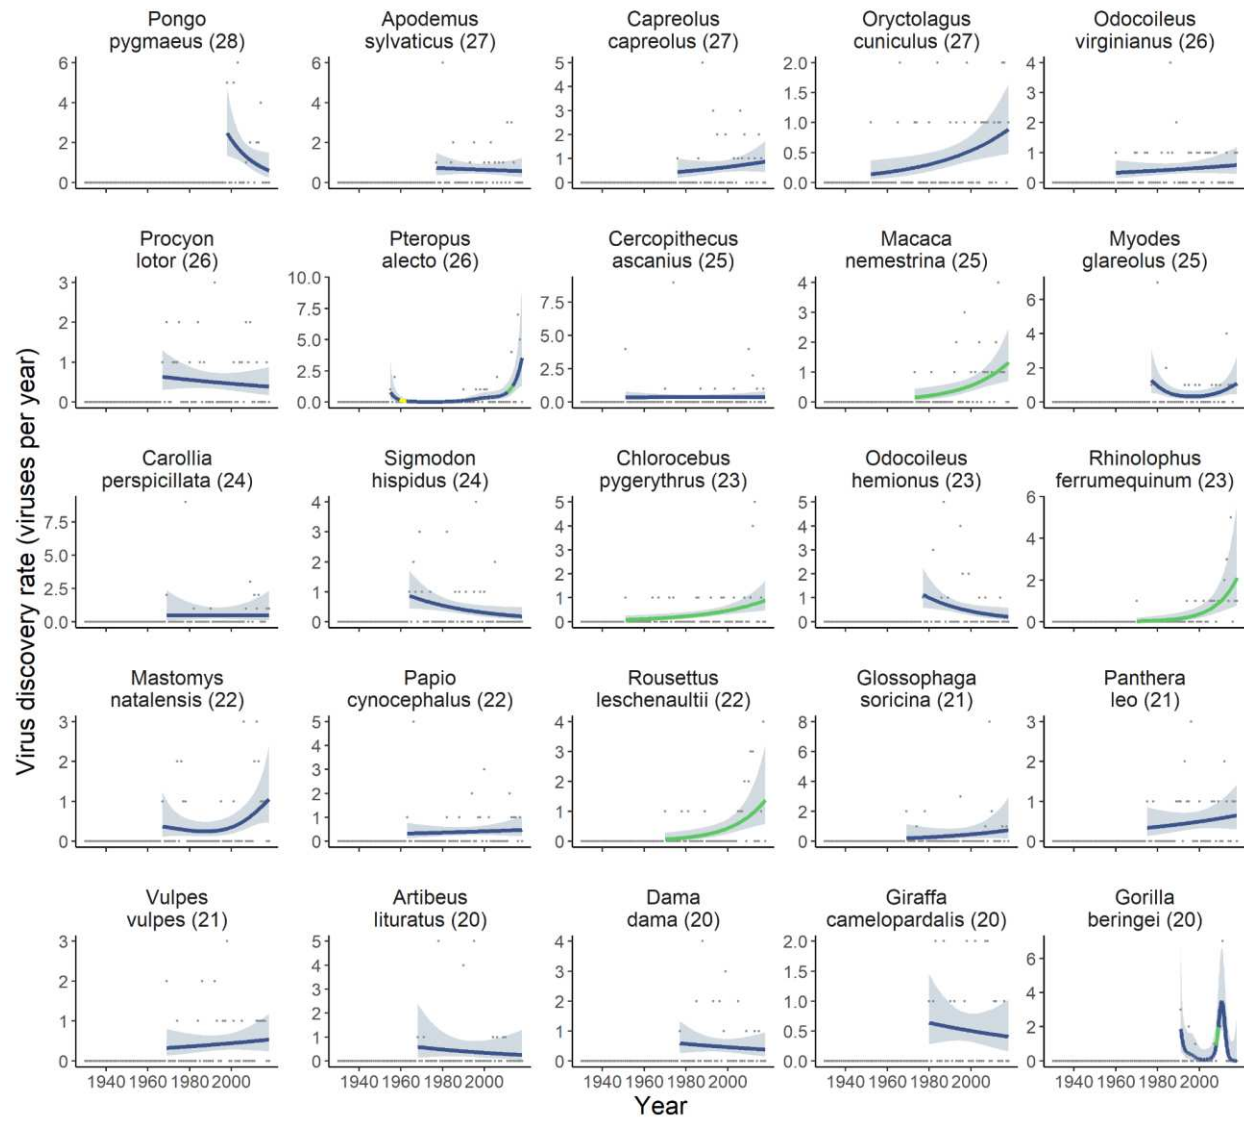 Pongo
pygmaeus (28)
Apodemus
sylvaticus (27)
Capreolus
capreolus (27)
Oryctolagus
cuniculus (27)
Odocoileus
virginianus (26)
6
4
2
0
6
4
2
0
5
4
3
2
1
0
2.0
1.5
1.0
0.5
0.0
4
3
2
1
0
Procyon
lotor (26)
Pteropus
alecto (26)
Cercopithecus
ascanius (25)
Macaca
nemestrina (25)
Myodes
glareolus (25)
3
2
1
0
10.0
7.5
5.0
2.5
0.0
7.5
5.0
2.5
0.0
4
3
2
1
0
6
4
2
0
Carollia
perspicillata (24)
Sigmodon
hispidus (24)
Chlorocebus
pygerythrus (23)
Odocoileus
hemionus (23)
Rhinolophus
ferrumequinum (23)
7.5
5.0
2.5
0.0
4
3
2
1
0
5
4
3
2
1
0
5
4
3
2
1
0
6
4
2
0
Mastomys
natalensis (22)
Papio
cynocephalus (22)
Rousettus
leschenaultii (22)
Glossophaga
soricina (21)
Panthera
leo (21)
3
2
1
0
5
4
3
2
1
0
4
3
2
1
0
8
6
4
2
0
3
2
1
0
Vulpes
vulpes (21)
Artibeus
lituratus (20)
Dama
dama (20)
Giraffa
camelopardalis (20)
Gorilla
beringei (20)
3
2
1
0
5
4
3
2
1
0
4
3
2
1
0
2.0
1.5
1.0
0.5
0.0
6
4
2
0
1940 1960 1980 2000
1940 1960 1980 2000
1940 1960 1980 2000
1940 1960 1980 2000
1940 1960 1980 2000
Year
Virus discovery rate (viruses per year)